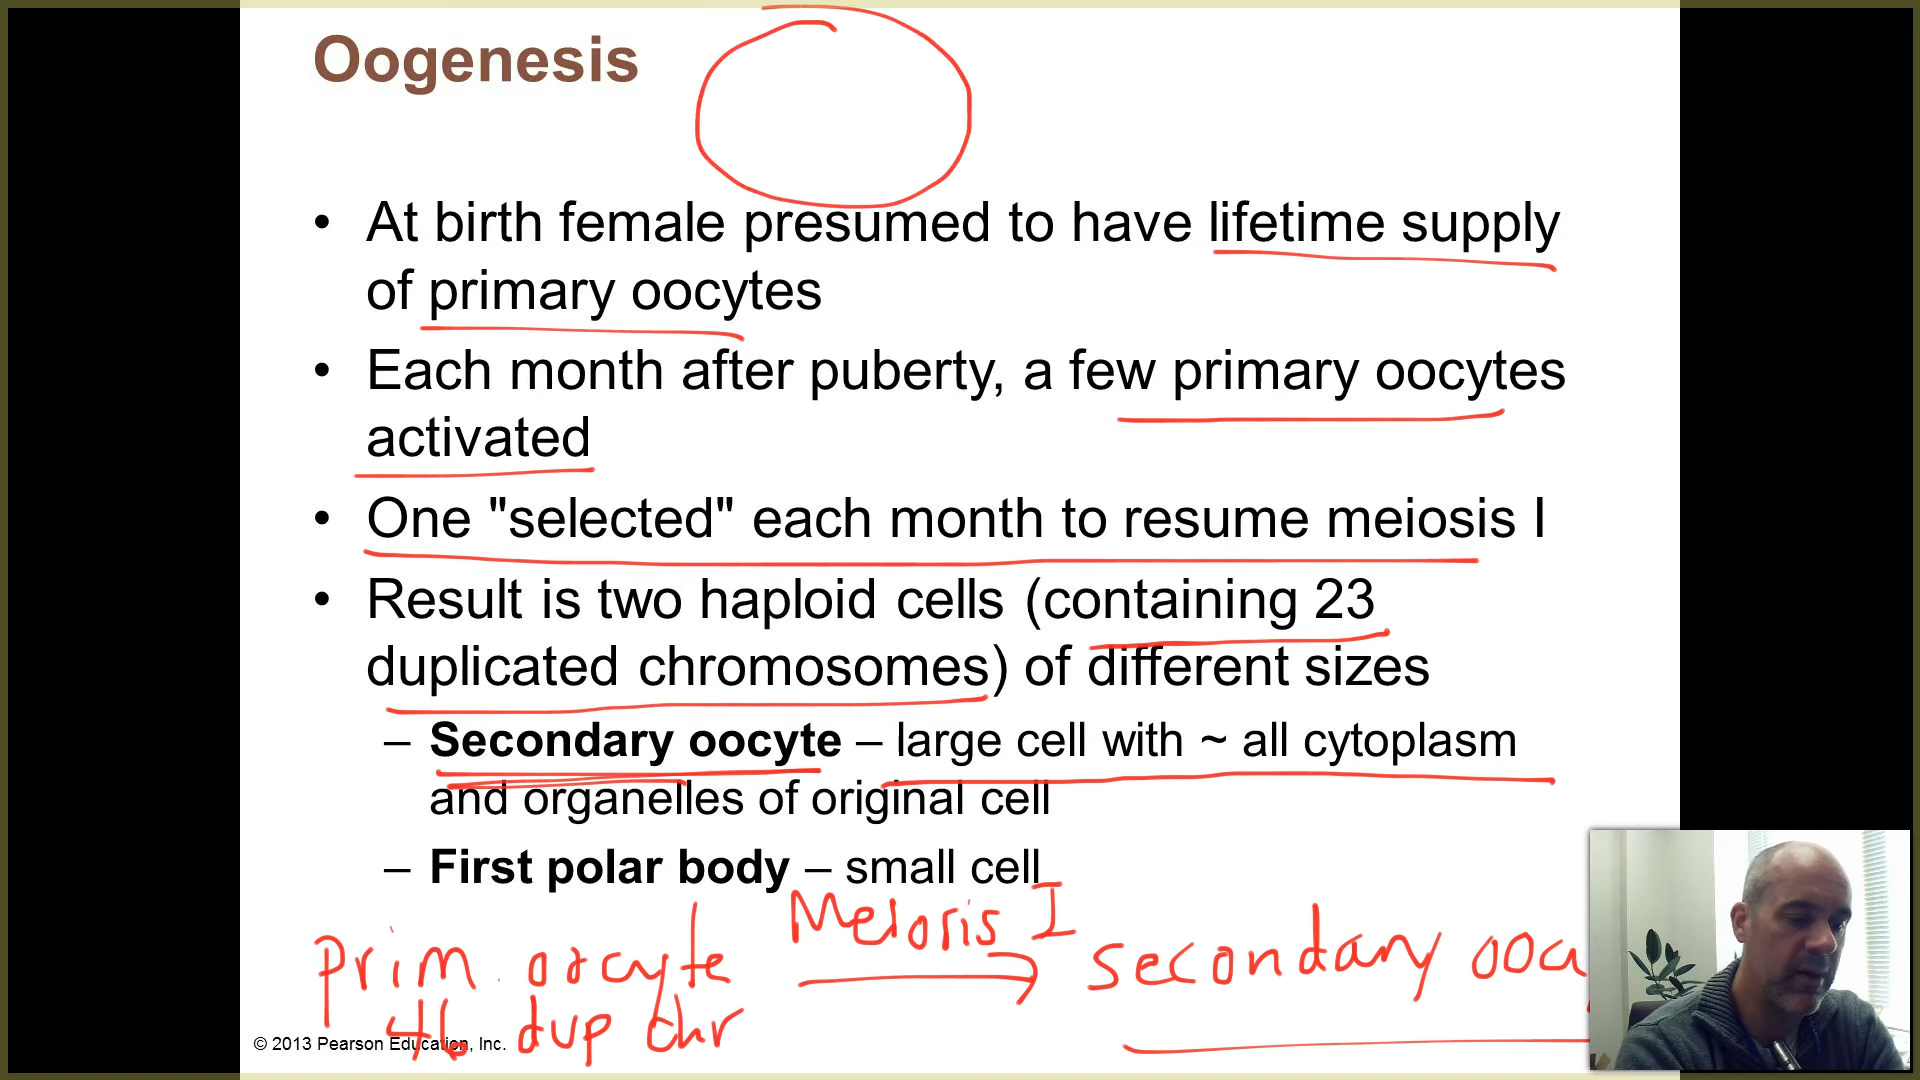 Oogenesis
• At birth female presumed to have lifetime supply
of primary oocytes
• Each month after puberty, a few primary oocytes
activated
• One "selected" each month to resume meiosis I
• Result is two haploid cells (containing 23
duplicated chromosomes) of different sizes
– Secondary oocyte – large cell with ~ all cytoplasm
and organelles of original cell
– First polar body – small cell
Meiosis I
prim. oocyte secondary oocy
46 dup chr
© 2013 Pearson Education, Inc.